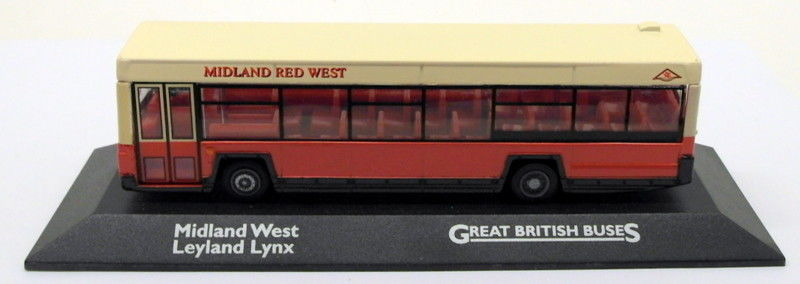 MIDLAND RED WEST
Midland West
Leyland Lynx
GREAT BRITISH BUSES